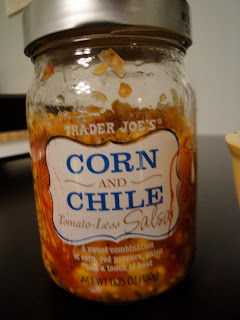 TRADER JOE'S®
CORN
AND
CHILE
Tomato-Less Salsa
A sweet combination
of corn, red peppers, onion
and a touch of heat
NET WT 13.75 OZ (390g)